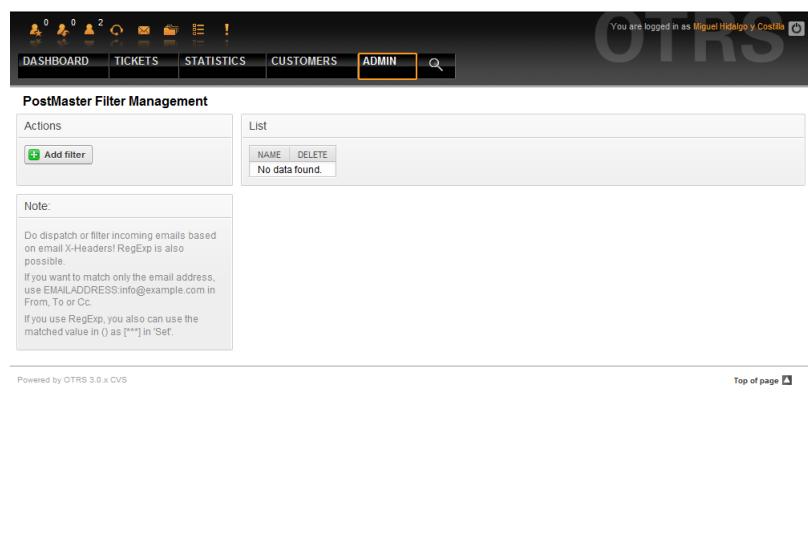 0 0 2
OTRS
You are logged in as Miguel Hidalgo y Costilla
DASHBOARD TICKETS STATISTICS CUSTOMERS ADMIN
PostMaster Filter Management
Actions
Add filter
List
NAME DELETE
No data found.
Note:
Do dispatch or filter incoming emails based
on email X-Headers! RegExp is also
possible.
If you want to match only the email address,
use EMAILADDRESS:info@example.com in
From, To or Cc.
If you use RegExp, you also can use the
matched value in () as [***] in 'Set'.
Powered by OTRS 3.0.x CVS
Top of page